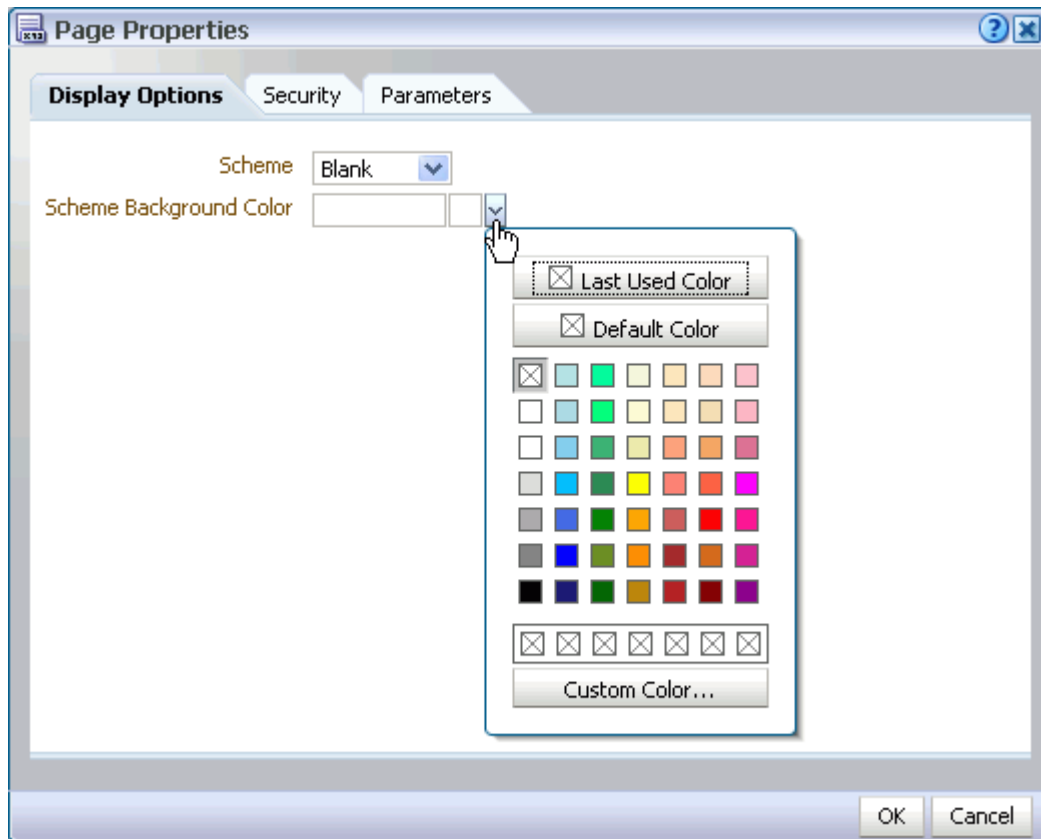 Page Properties
Display Options Security Parameters
Scheme Blank
Scheme Background Color
Last Used Color
Default Color
Custom Color...
OK Cancel